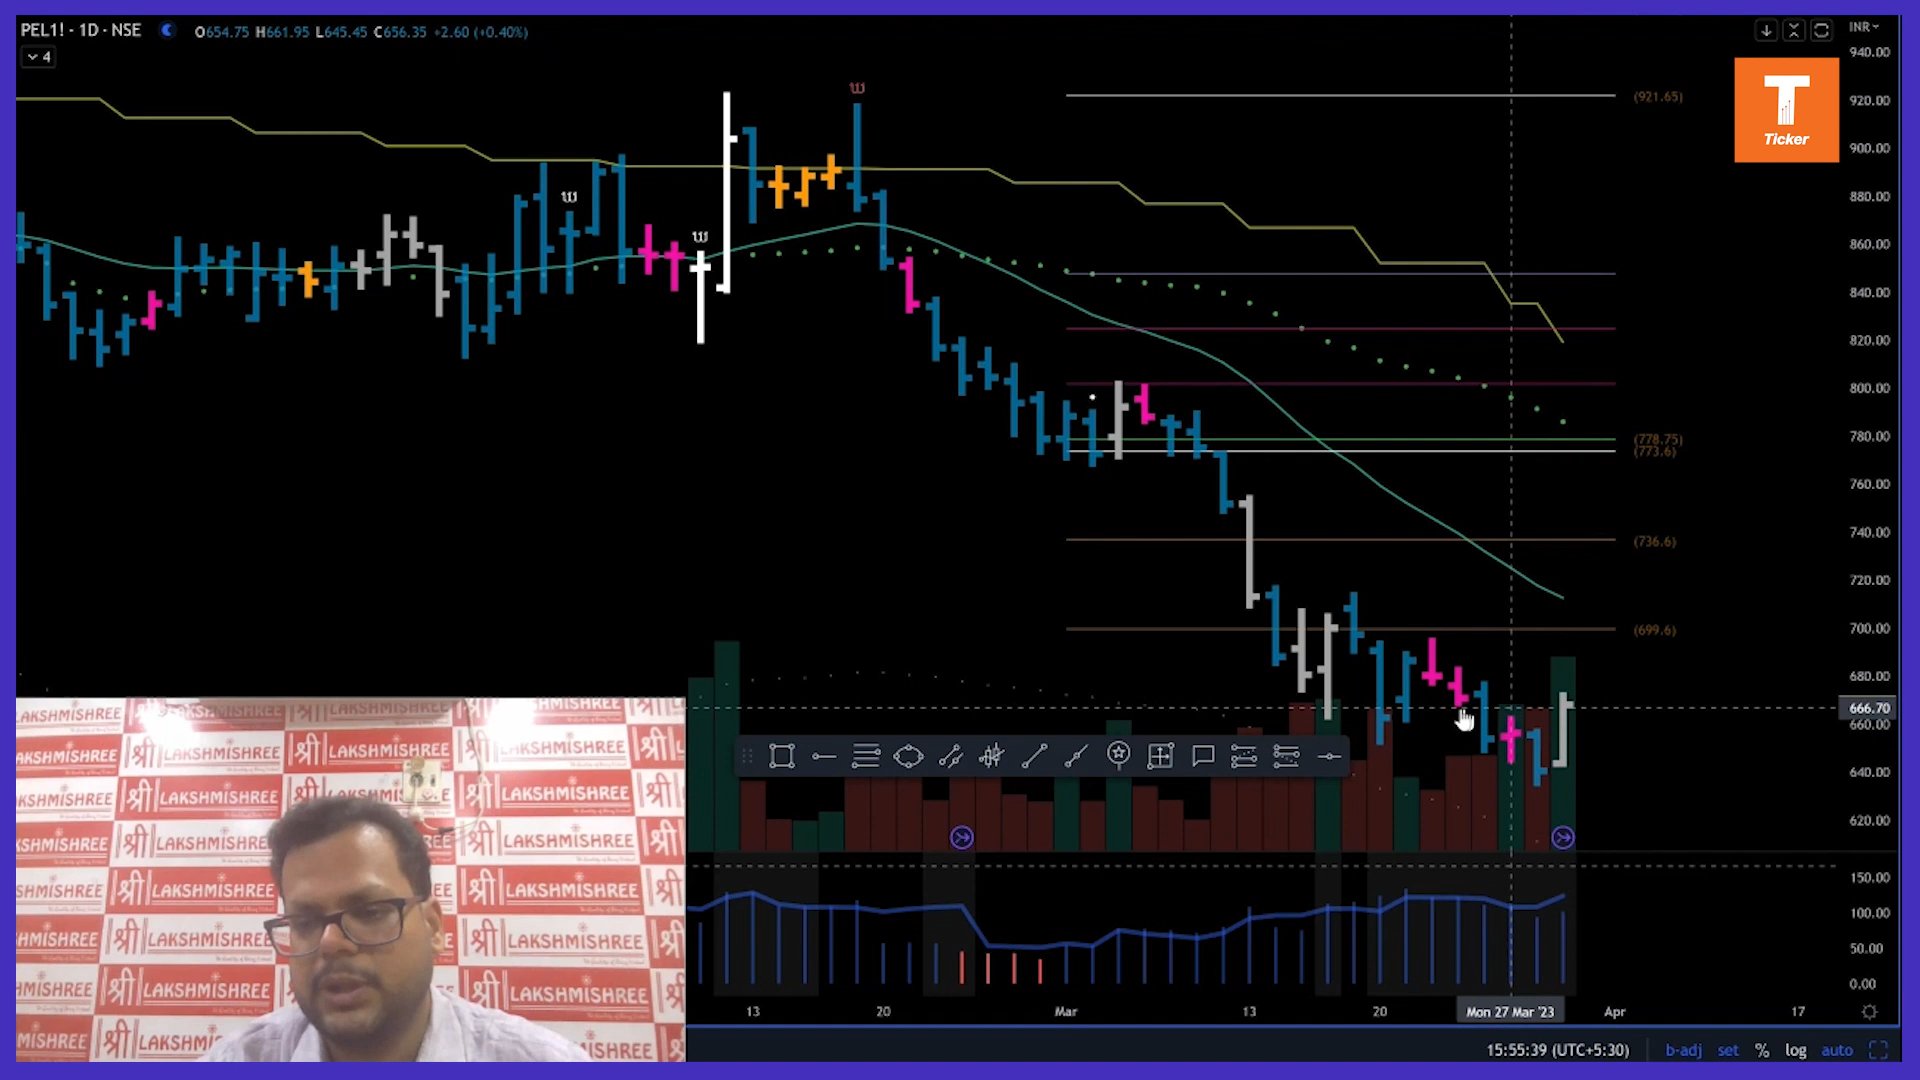 PEL1! · 1D · NSE
O654.75 H661.95 L645.45 C656.35 +2.60 (+0.40%)
4
INR
940.00
920.00
900.00
880.00
860.00
840.00
820.00
800.00
780.00
760.00
740.00
720.00
700.00
680.00
666.70
660.00
640.00
620.00
150.00
100.00
50.00
0.00
T
Ticker
(921.65)
(778.75)
(773.6)
(736.6)
(699.6)
13
20
Mar
13
20
Mon 27 Mar '23
Apr
17
15:55:39 (UTC+5:30)
b-adj
set
%
log
auto
LAKSHMISHREE
श्री LAKSHMISHREE
श्री LAKSHMISHREE
श्री LAKSHMISHREE
श्री LAKSHMISHREE
श्री LAKSHMISHREE